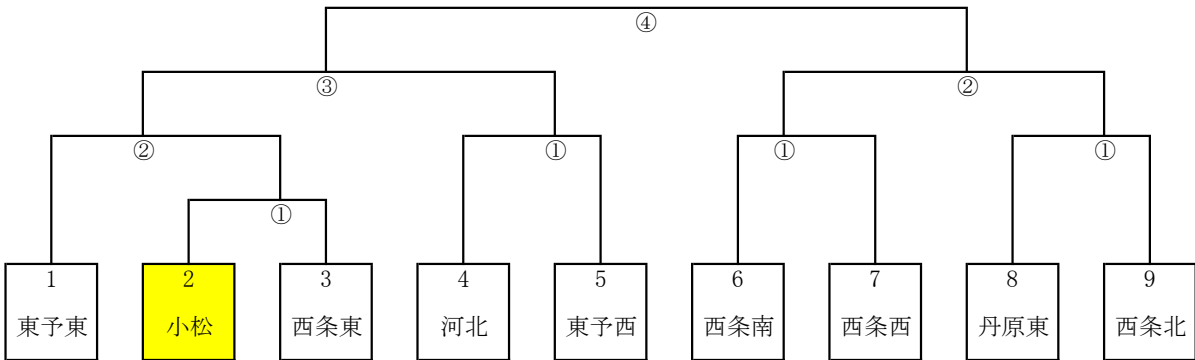 ④
③ ②
② ① ① ①
①
1 2 3 4 5 6 7 8 9
東予東 小松 西条東 河北 東予西 西条南 西条西 丹原東 西条北